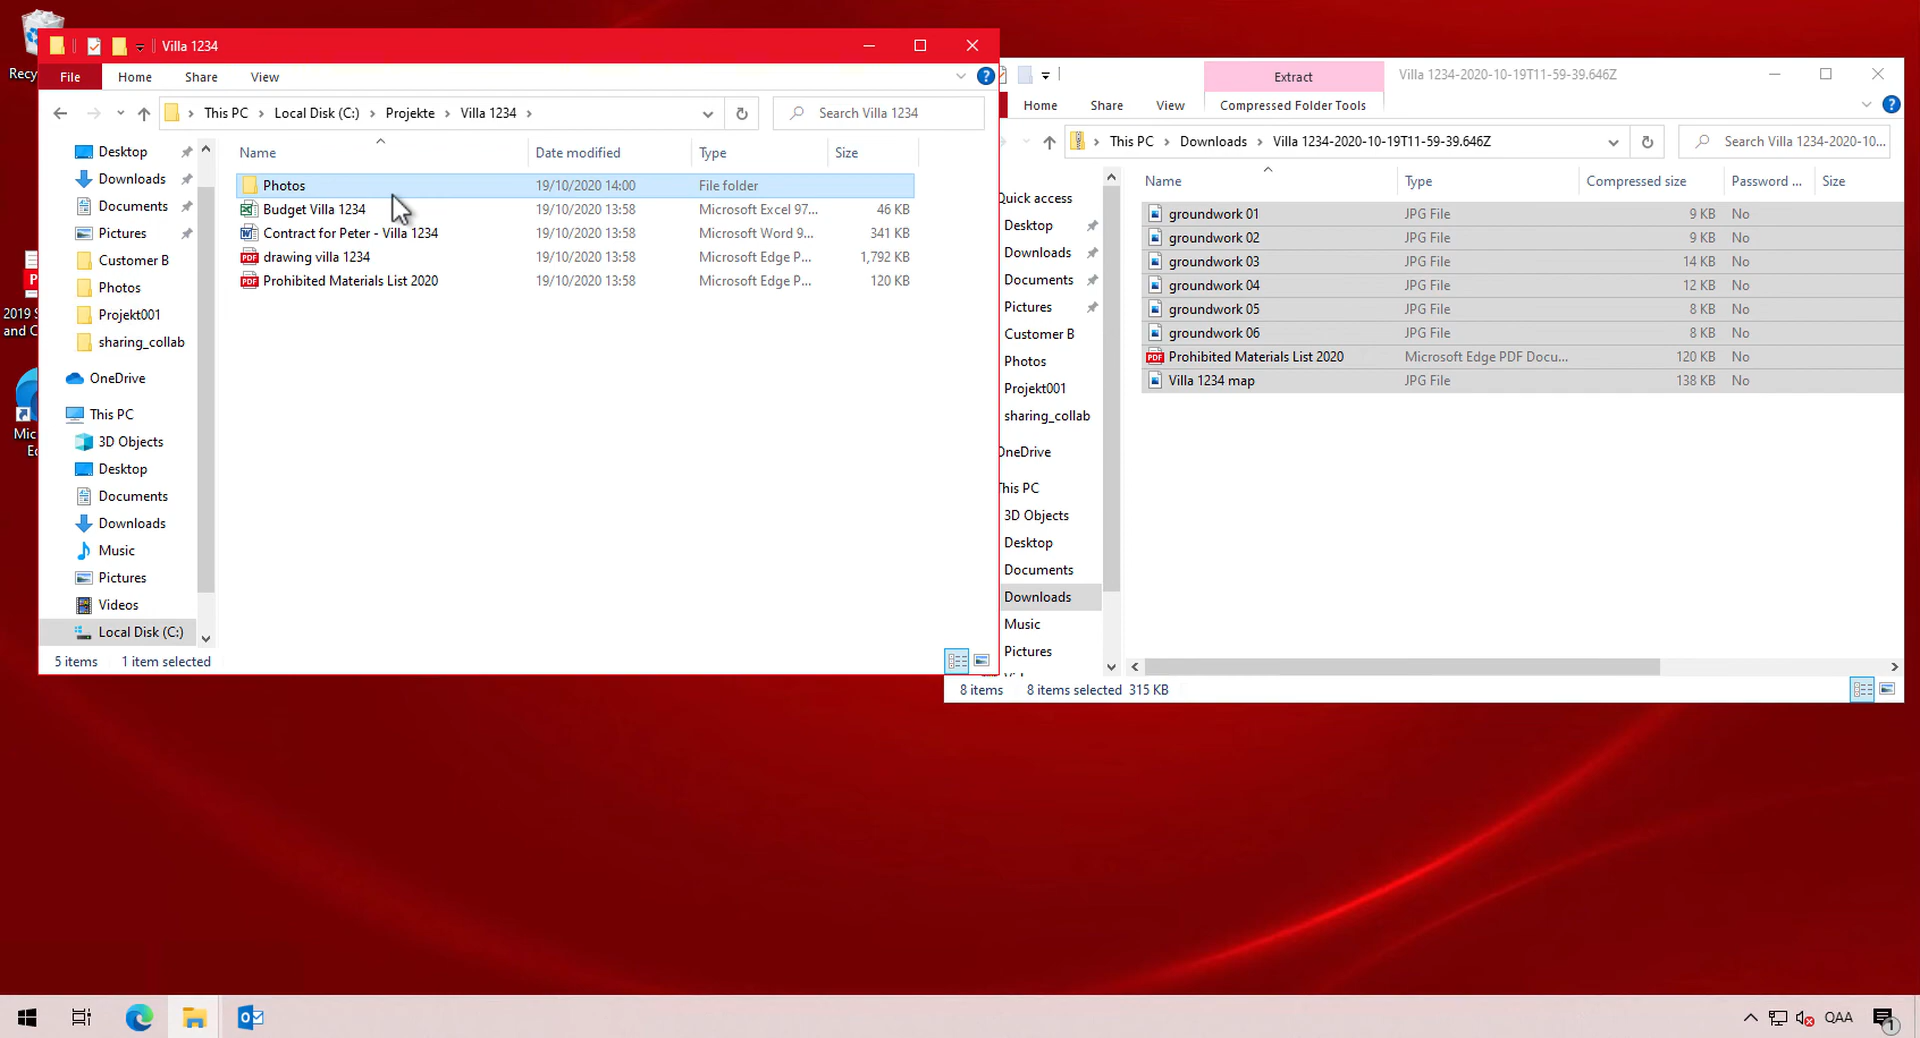 Recy
2019 S
and C
Mic
Ec
Villa 1234
File Home Share View
This PC Local Disk (C:) Projekte Villa 1234
Search Villa 1234
Name Date modified Type Size
Photos 19/10/2020 14:00 File folder
Budget Villa 1234 19/10/2020 13:58 Microsoft Excel 97... 46 KB
Contract for Peter - Villa 1234 19/10/2020 13:58 Microsoft Word 9... 341 KB
drawing villa 1234 19/10/2020 13:58 Microsoft Edge P... 1,792 KB
Prohibited Materials List 2020 19/10/2020 13:58 Microsoft Edge P... 120 KB
Desktop
Downloads
Documents
Pictures
Customer B
Photos
Projekt001
sharing_collab
OneDrive
This PC
3D Objects
Desktop
Documents
Downloads
Music
Pictures
Videos
Local Disk (C:)
5 items 1 item selected
Extract
Villa 1234-2020-10-19T11-59-39.646Z
Home Share View Compressed Folder Tools
This PC Downloads Villa 1234-2020-10-19T11-59-39.646Z
Search Villa 1234-2020-10...
Name Type Compressed size Password ... Size
groundwork 01 JPG File 9 KB No
groundwork 02 JPG File 9 KB No
groundwork 03 JPG File 14 KB No
groundwork 04 JPG File 12 KB No
groundwork 05 JPG File 8 KB No
groundwork 06 JPG File 8 KB No
Prohibited Materials List 2020 Microsoft Edge PDF Docu... 120 KB No
Villa 1234 map JPG File 138 KB No
Quick access
Desktop
Downloads
Documents
Pictures
Customer B
Photos
Projekt001
sharing_collab
OneDrive
This PC
3D Objects
Desktop
Documents
Downloads
Music
Pictures
8 items 8 items selected 315 KB
QAA
1